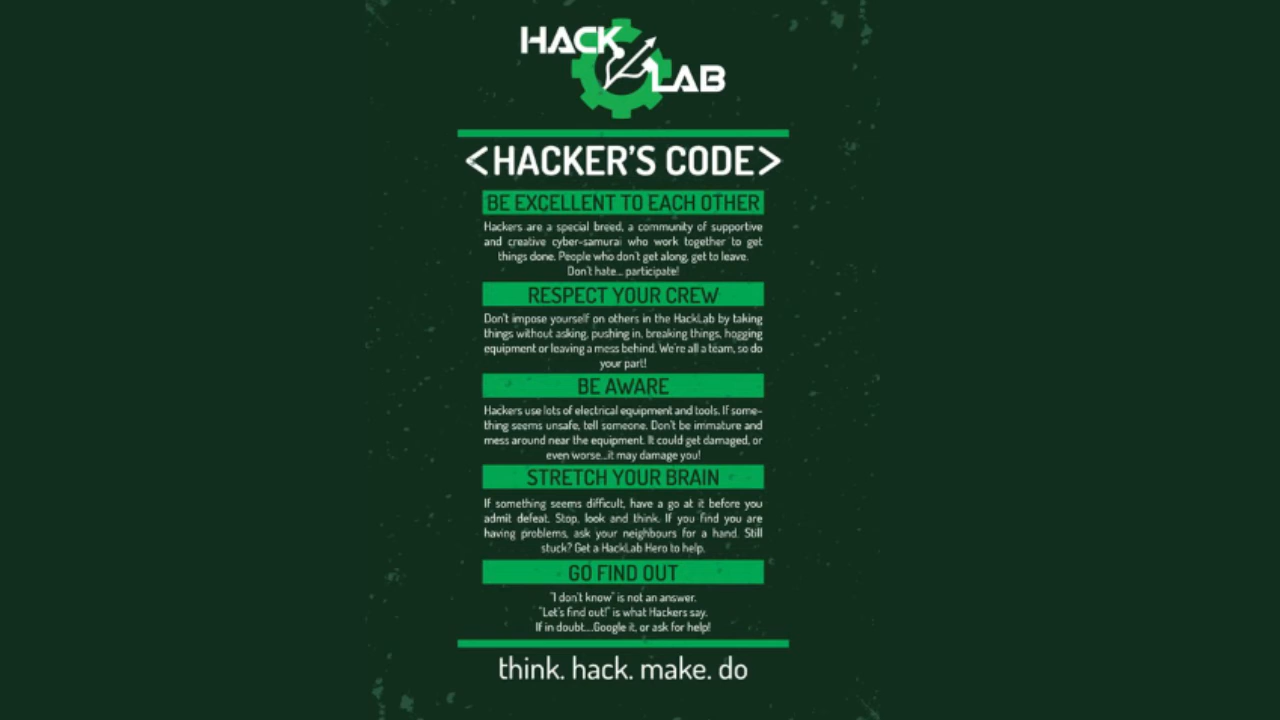 HACK
LAB
<HACKER'S CODE>
BE EXCELLENT TO EACH OTHER
Hackers are a special breed, a community of supportive
and creative cyber-samurai who work together to get
things done. People who don't get along, get to leave.
Don't hate... participate!
RESPECT YOUR CREW
Don't impose yourself on others in the HackLab by taking
things without asking, pushing in, breaking things, hogging
equipment or leaving a mess behind. We're all a team, so do
your part!
BE AWARE
Hackers use lots of electrical equipment and tools. If some-
thing seems unsafe, tell someone. Don't be immature and
mess around near the equipment. It could get damaged, or
even worse...it may damage you!
STRETCH YOUR BRAIN
If something seems difficult, have a go at it before you
admit defeat. Stop, look and think. If you find you are
having problems, ask your neighbours for a hand. Still
stuck? Get a HackLab Hero to help.
GO FIND OUT
"I don't know" is not an answer.
"Let's find out!" is what Hackers say.
If in doubt....Google it, or ask for help!
think. hack. make. do